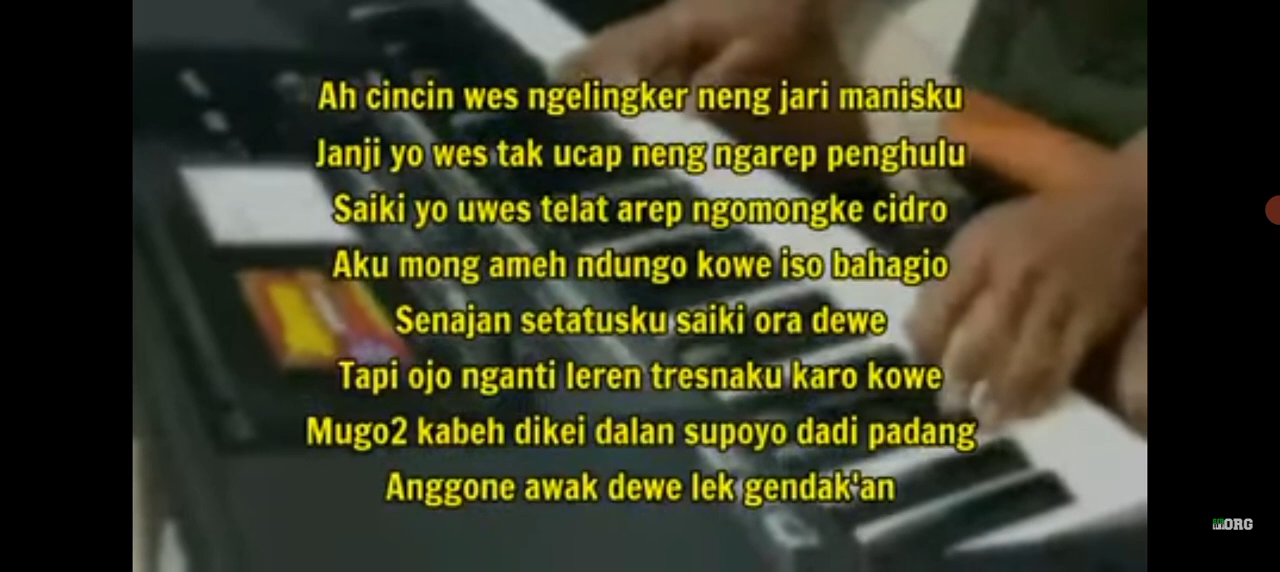 Ah cincin wes ngelingker neng jari manisku
Janji yo wes tak ucap neng ngarep penghulu
Saiki yo uwes telat arep ngomongke cidro
Aku mong ameh ndungo kowe iso bahagio
Senajan setatusku saiki ora dewe
Tapi ojo nganti leren tresnaku karo kowe
Mugo2 kabeh dikei dalan supoyo dadi padang
Anggone awak dewe lek gendak'an
ORG